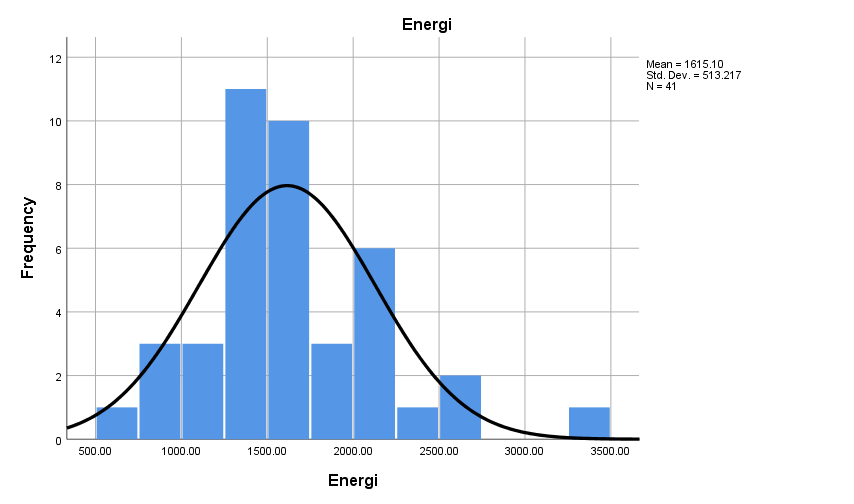 Energi
Mean = 1615.10
Std. Dev. = 513.217
N = 41
Frequency
12
10
8
6
4
2
0
500.00 1000.00 1500.00 2000.00 2500.00 3000.00 3500.00
Energi